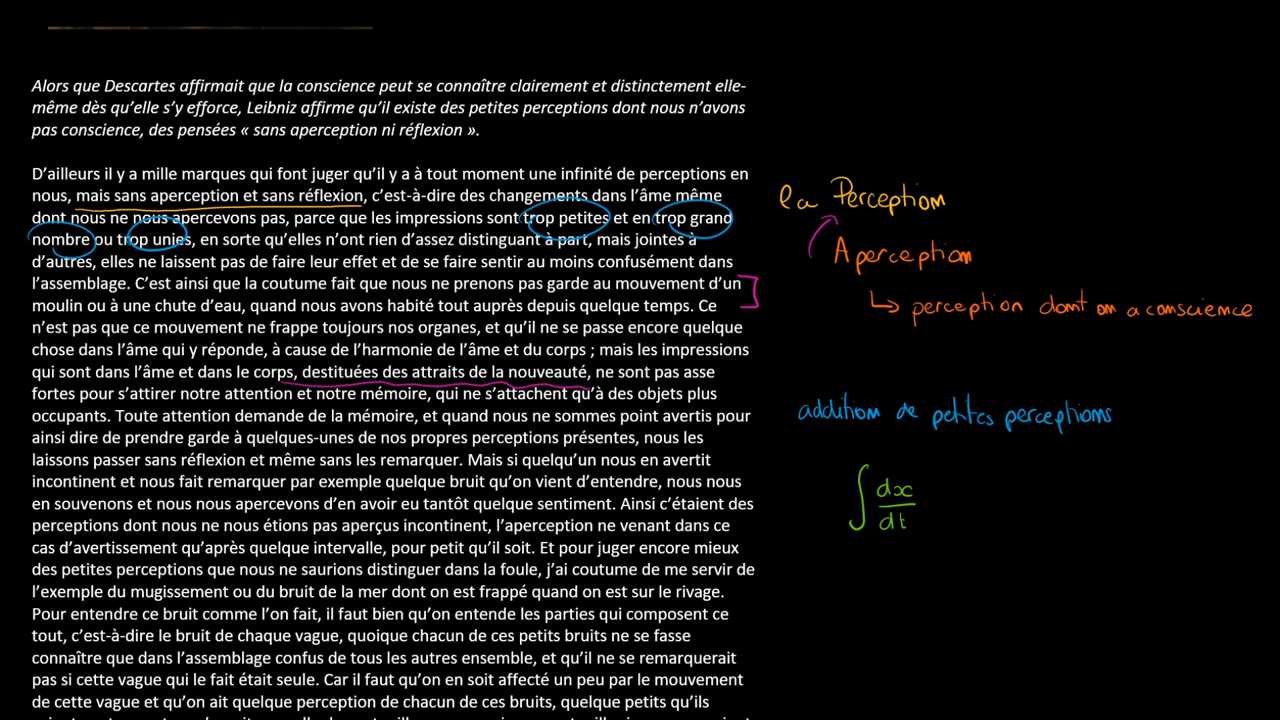 Alors que Descartes affirmait que la conscience peut se connaître clairement et distinctement elle-
même dès qu'elle s'y efforce, Leibniz affirme qu'il existe des petites perceptions dont nous n'avons
pas conscience, des pensées « sans aperception ni réflexion ».
D'ailleurs il y a mille marques qui font juger qu'il y a à tout moment une infinité de perceptions en
nous, mais sans aperception et sans réflexion, c'est-à-dire des changements dans l'âme même
dont nous ne nous apercevons pas, parce que les impressions sont trop petites et en trop grand
nombre ou trop unies, en sorte qu'elles n'ont rien d'assez distinguant à part, mais jointes à
d'autres, elles ne laissent pas de faire leur effet et de se faire sentir au moins confusément dans
l'assemblage. C'est ainsi que la coutume fait que nous ne prenons pas garde au mouvement d'un
moulin ou à une chute d'eau, quand nous avons habité tout auprès depuis quelque temps. Ce
n'est pas que ce mouvement ne frappe toujours nos organes, et qu'il ne se passe encore quelque
chose dans l'âme qui y réponde, à cause de l'harmonie de l'âme et du corps ; mais les impressions
qui sont dans l'âme et dans le corps, destituées des attraits de la nouveauté, ne sont pas asse
fortes pour s'attirer notre attention et notre mémoire, qui ne s'attachent qu'à des objets plus
occupants. Toute attention demande de la mémoire, et quand nous ne sommes point avertis pour
ainsi dire de prendre garde à quelques-unes de nos propres perceptions présentes, nous les
laissons passer sans réflexion et même sans les remarquer. Mais si quelqu'un nous en avertit
incontinent et nous fait remarquer par exemple quelque bruit qu'on vient d'entendre, nous nous
en souvenons et nous nous apercevons d'en avoir eu tantôt quelque sentiment. Ainsi c'étaient des
perceptions dont nous ne nous étions pas aperçus incontinent, l'aperception ne venant dans ce
cas d'avertissement qu'après quelque intervalle, pour petit qu'il soit. Et pour juger encore mieux
des petites perceptions que nous ne saurions distinguer dans la foule, j'ai coutume de me servir de
l'exemple du mugissement ou du bruit de la mer dont on est frappé quand on est sur le rivage.
Pour entendre ce bruit comme l'on fait, il faut bien qu'on entende les parties qui composent ce
tout, c'est-à-dire le bruit de chaque vague, quoique chacun de ces petits bruits ne se fasse
connaître que dans l'assemblage confus de tous les autres ensemble, et qu'il ne se remarquerait
pas si cette vague qui le fait était seule. Car il faut qu'on en soit affecté un peu par le mouvement
de cette vague et qu'on ait quelque perception de chacun de ces bruits, quelque petits qu'ils
la Perception
Aperception
↳ perception dont on a conscience
addition de petites perceptions
∫ dx
dt